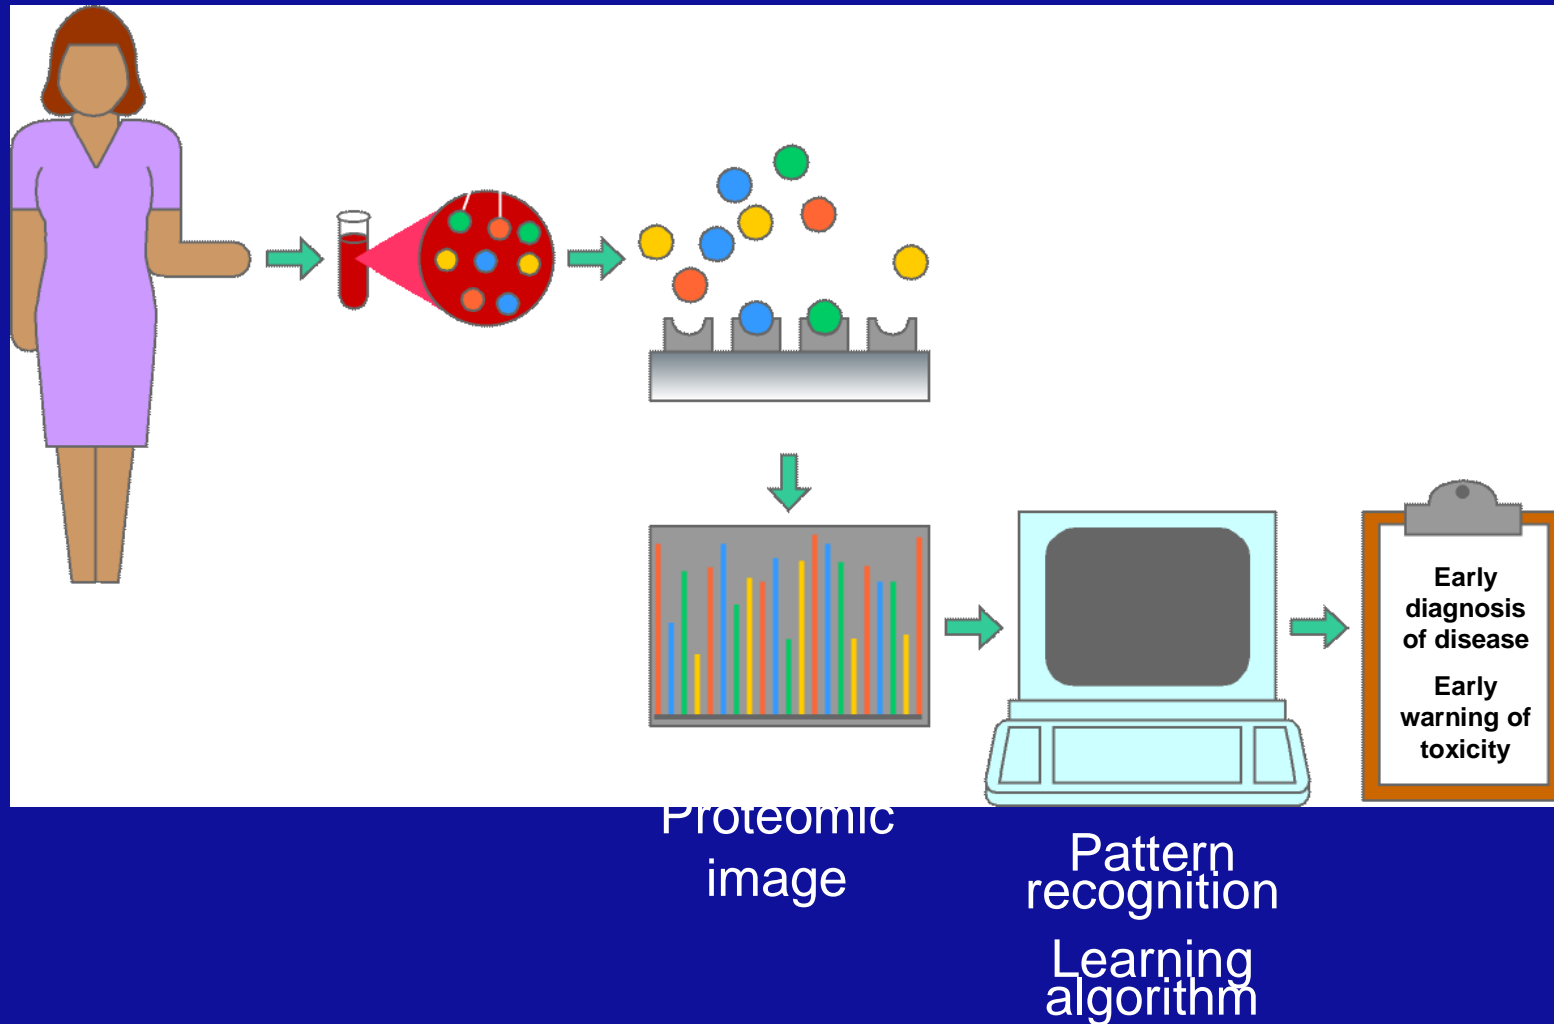 Early
diagnosis
of disease
Early
warning of
toxicity
Proteomic
image
Pattern
recognition
Learning
algorithm